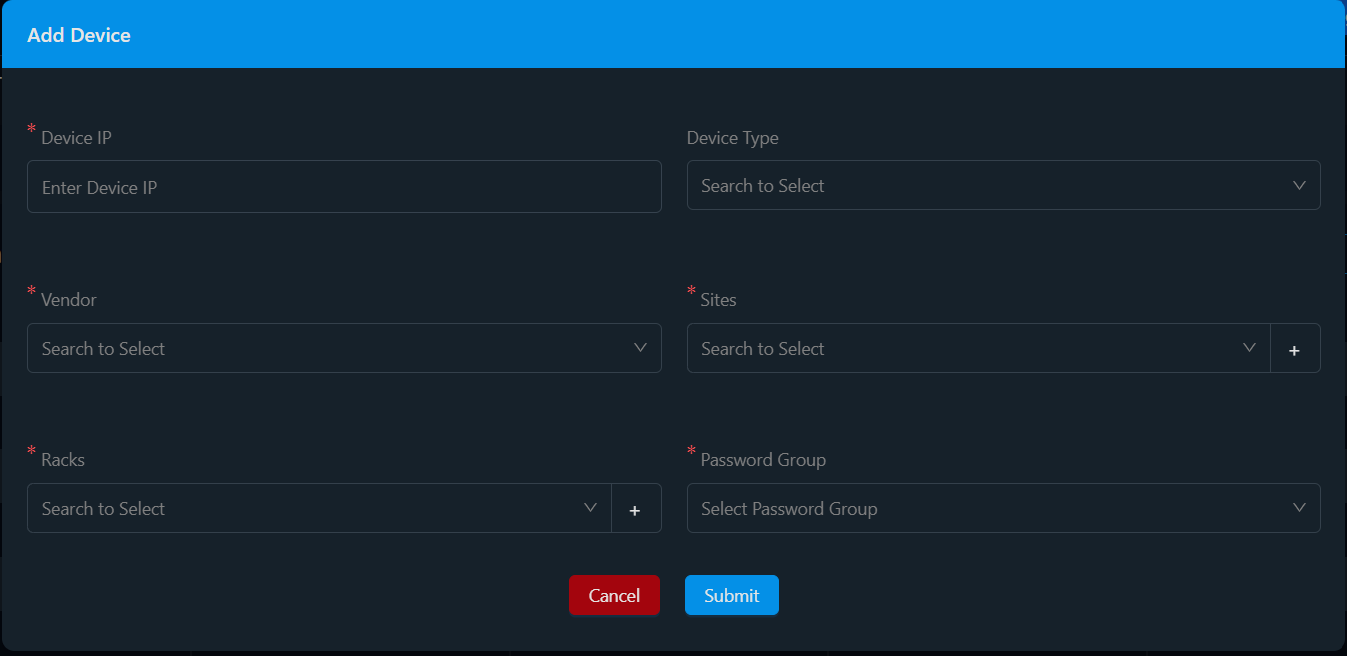 Add Device
* Device IP
Device Type
Enter Device IP
Search to Select
* Vendor
* Sites
Search to Select
Search to Select
+
* Racks
* Password Group
Search to Select
+
Select Password Group
Cancel
Submit